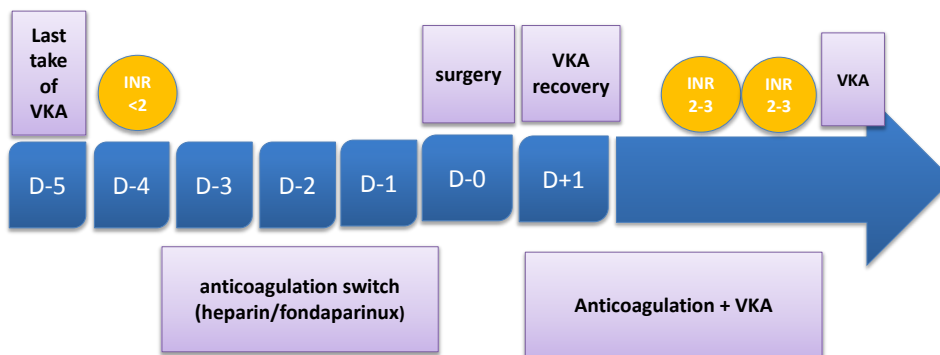 Last
take
of
VKA
INR
<2
surgery
VKA
recovery
INR
2-3
INR
2-3
VKA
D-5
D-4
D-3
D-2
D-1
D-0
D+1
anticoagulation switch
(heparin/fondaparinux)
Anticoagulation + VKA